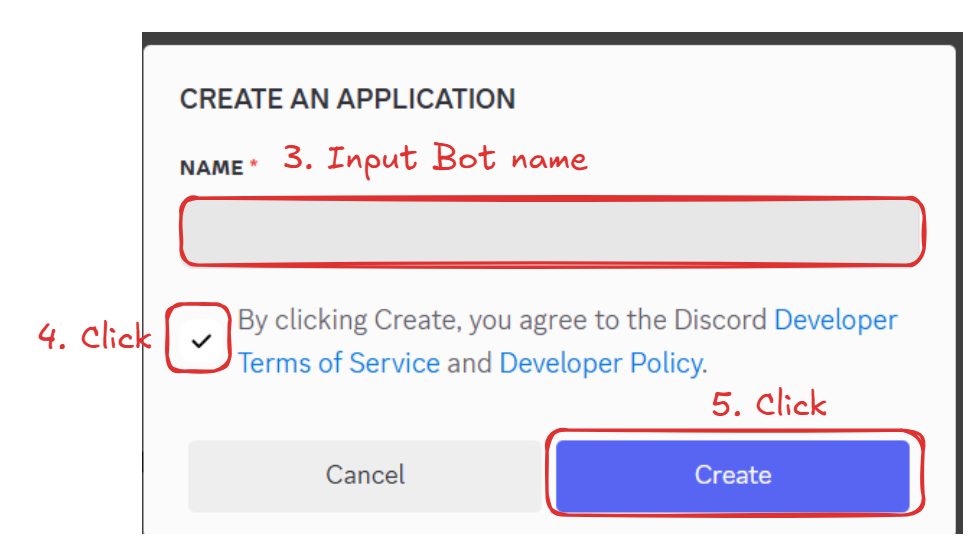 CREATE AN APPLICATION
NAME * 3. Input Bot name
4. Click
By clicking Create, you agree to the Discord Developer
Terms of Service and Developer Policy.
5. Click
Cancel
Create